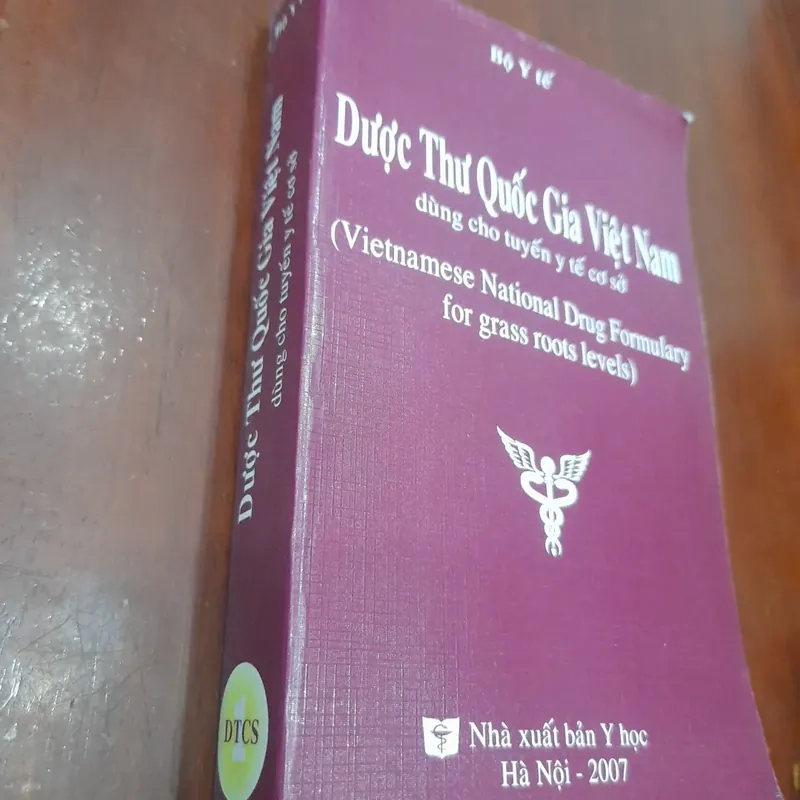 Bộ Y tế
Dược Thư Quốc Gia Việt Nam
dùng cho tuyến y tế cơ sở
(Vietnamese National Drug Formulary
for grass roots levels)
Nhà xuất bản Y học
Hà Nội - 2007
Dược Thư Quốc Gia Việt Nam
dùng cho tuyến y tế cơ sở
1
DTCS